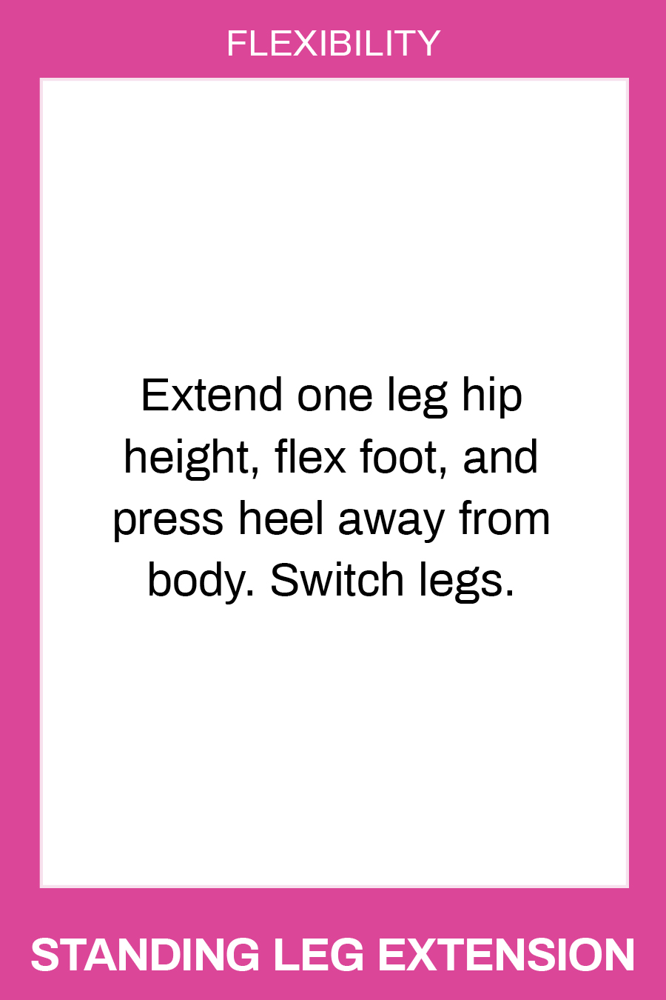 FLEXIBILITY
Extend one leg hip
height, flex foot, and
press heel away from
body. Switch legs.
STANDING LEG EXTENSION